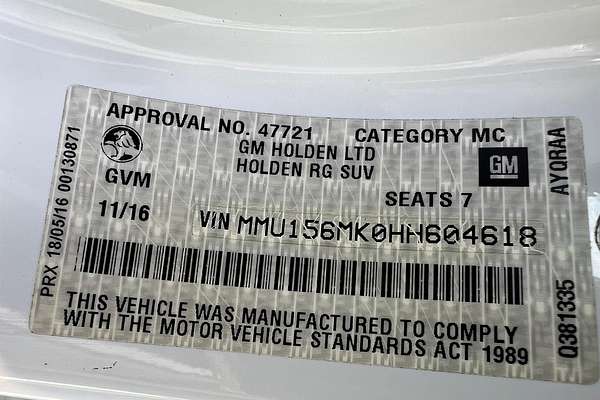 APPROVAL NO. 47721 CATEGORY MC
GM HOLDEN LTD
HOLDEN RG SUV
GM
GVM
SEATS 7
11/16
VIN MMU156MK0HH604618
THIS VEHICLE WAS MANUFACTURED TO COMPLY
WITH THE MOTOR VEHICLE STANDARDS ACT 1989
PRX 18/05/16 00130871
AYQRAA
Q381335